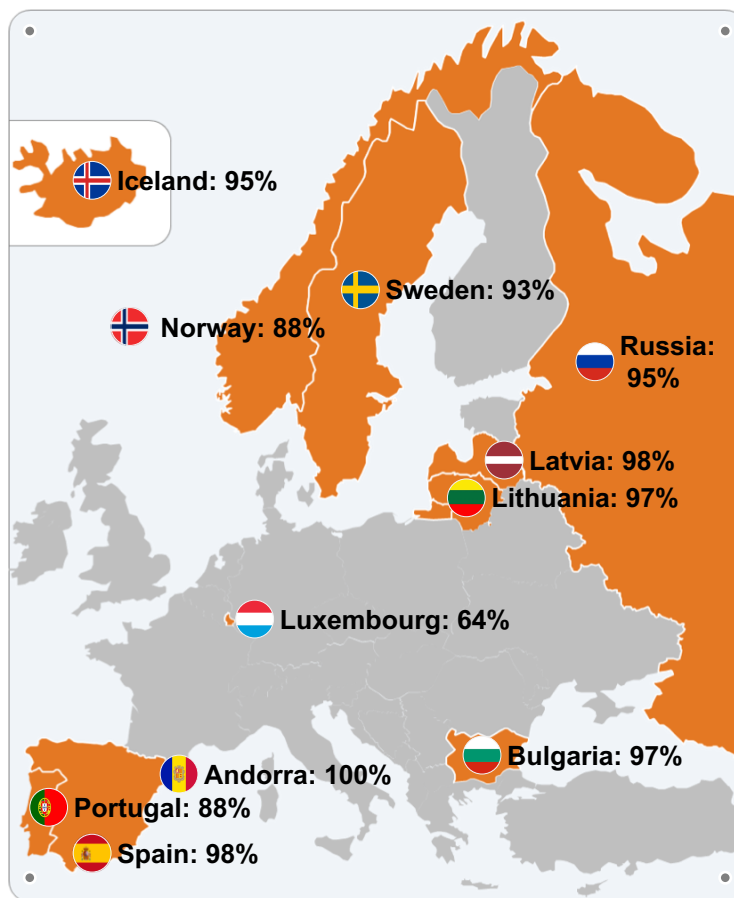 Iceland: 95%
Sweden: 93%
Norway: 88%
Russia:
95%
Latvia: 98%
Lithuania: 97%
Luxembourg: 64%
Bulgaria: 97%
Andorra: 100%
Portugal: 88%
Spain: 98%